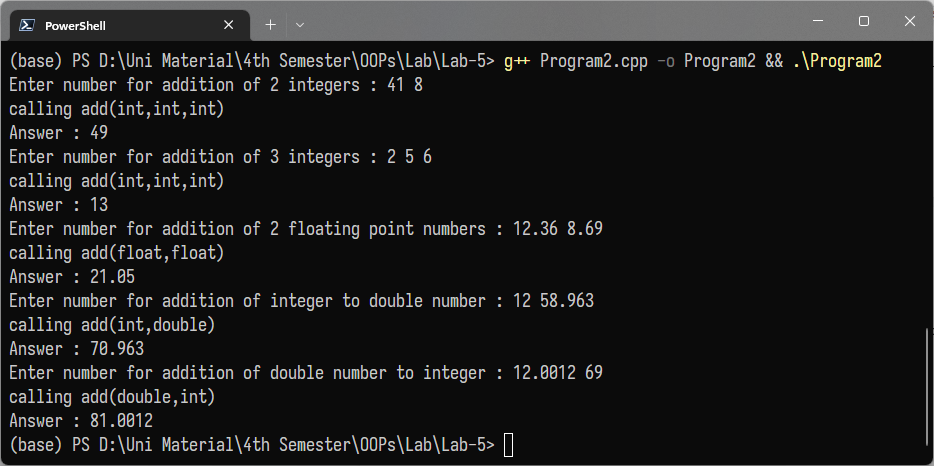 PowerShell
(base) PS D:\Uni Material\4th Semester\OOPs\Lab\Lab-5> g++ Program2.cpp -o Program2 && .\Program2
Enter number for addition of 2 integers : 41 8
calling add(int,int,int)
Answer : 49
Enter number for addition of 3 integers : 2 5 6
calling add(int,int,int)
Answer : 13
Enter number for addition of 2 floating point numbers : 12.36 8.69
calling add(float,float)
Answer : 21.05
Enter number for addition of integer to double number : 12 58.963
calling add(int,double)
Answer : 70.963
Enter number for addition of double number to integer : 12.0012 69
calling add(double,int)
Answer : 81.0012
(base) PS D:\Uni Material\4th Semester\OOPs\Lab\Lab-5>